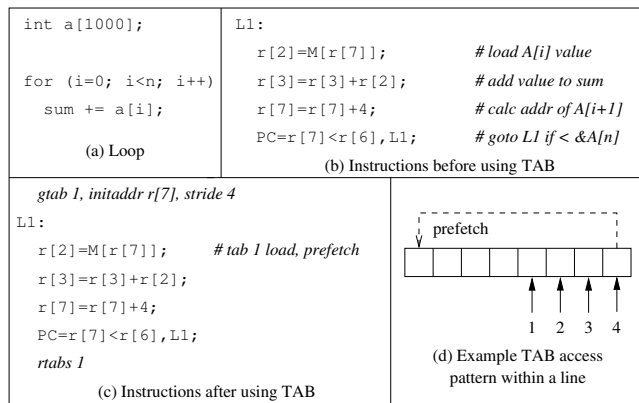 int a[1000];
for (i=0; i<n; i++)
sum += a[i];
(a) Loop
L1:
r[2]=M[r[7]]; # load A[i] value
r[3]=r[3]+r[2]; # add value to sum
r[7]=r[7]+4; # calc addr of A[i+1]
PC=r[7]<r[6],L1; # goto L1 if < &A[n]
(b) Instructions before using TAB
gtab 1, initaddr r[7], stride 4
L1:
r[2]=M[r[7]]; # tab 1 load, prefetch
r[3]=r[3]+r[2];
r[7]=r[7]+4;
PC=r[7]<r[6],L1;
rtabs 1
(c) Instructions after using TAB
prefetch
1 2 3 4
(d) Example TAB access
pattern within a line